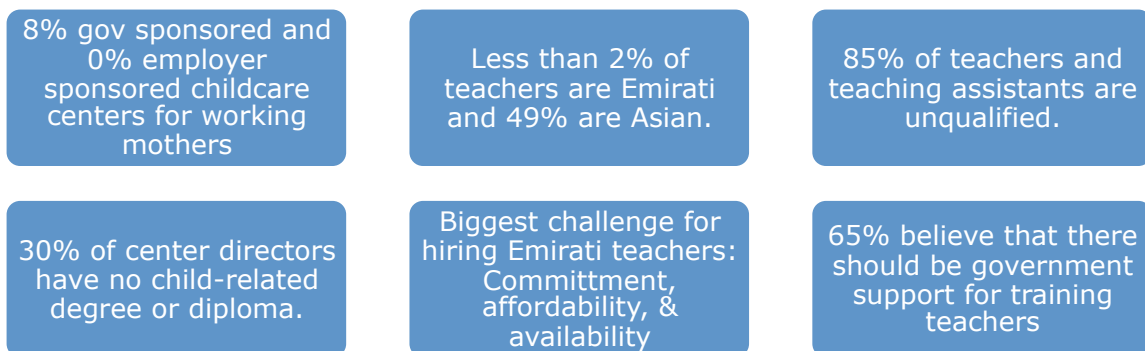 8% gov sponsored and
0% employer
sponsored childcare
centers for working
mothers
Less than 2% of
teachers are Emirati
and 49% are Asian.
85% of teachers and
teaching assistants are
unqualified.
30% of center directors
have no child-related
degree or diploma.
Biggest challenge for
hiring Emirati teachers:
Committment,
affordability, &
availability
65% believe that there
should be government
support for training
teachers